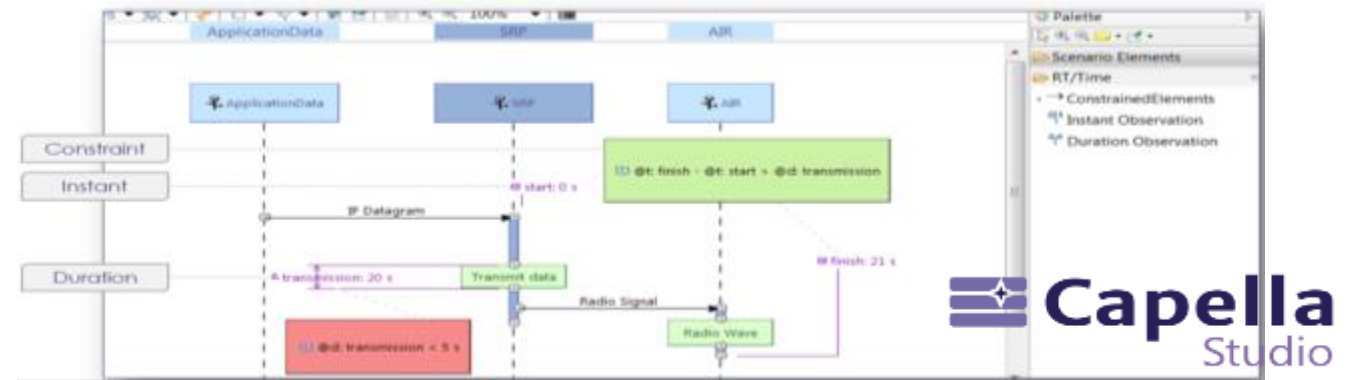 100%
ApplicationData
SRP
AIR
Palette
Scenario Elements
RT/Time
ConstrainedElements
Instant Observation
Duration Observation
ApplicationData
SRP
AIR
Constraint
Instant
Duration
@t: finish - @t: start @d: transmission
start: 0 s
IP Datagram
finish: 21 s
transmission: 20 s
Transmit data
Radio Signal
Radio Wave
@d: transmission < 5 s
Capella
Studio